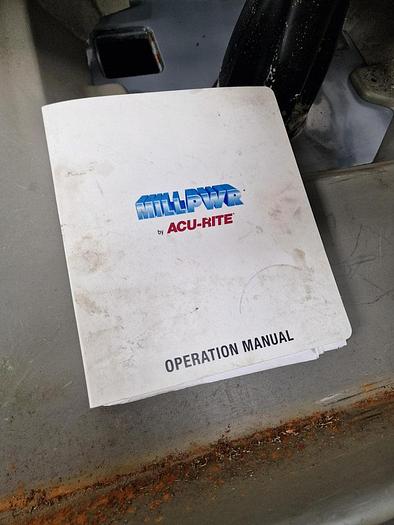 MILLPWR
by ACU-RITE
OPERATION MANUAL